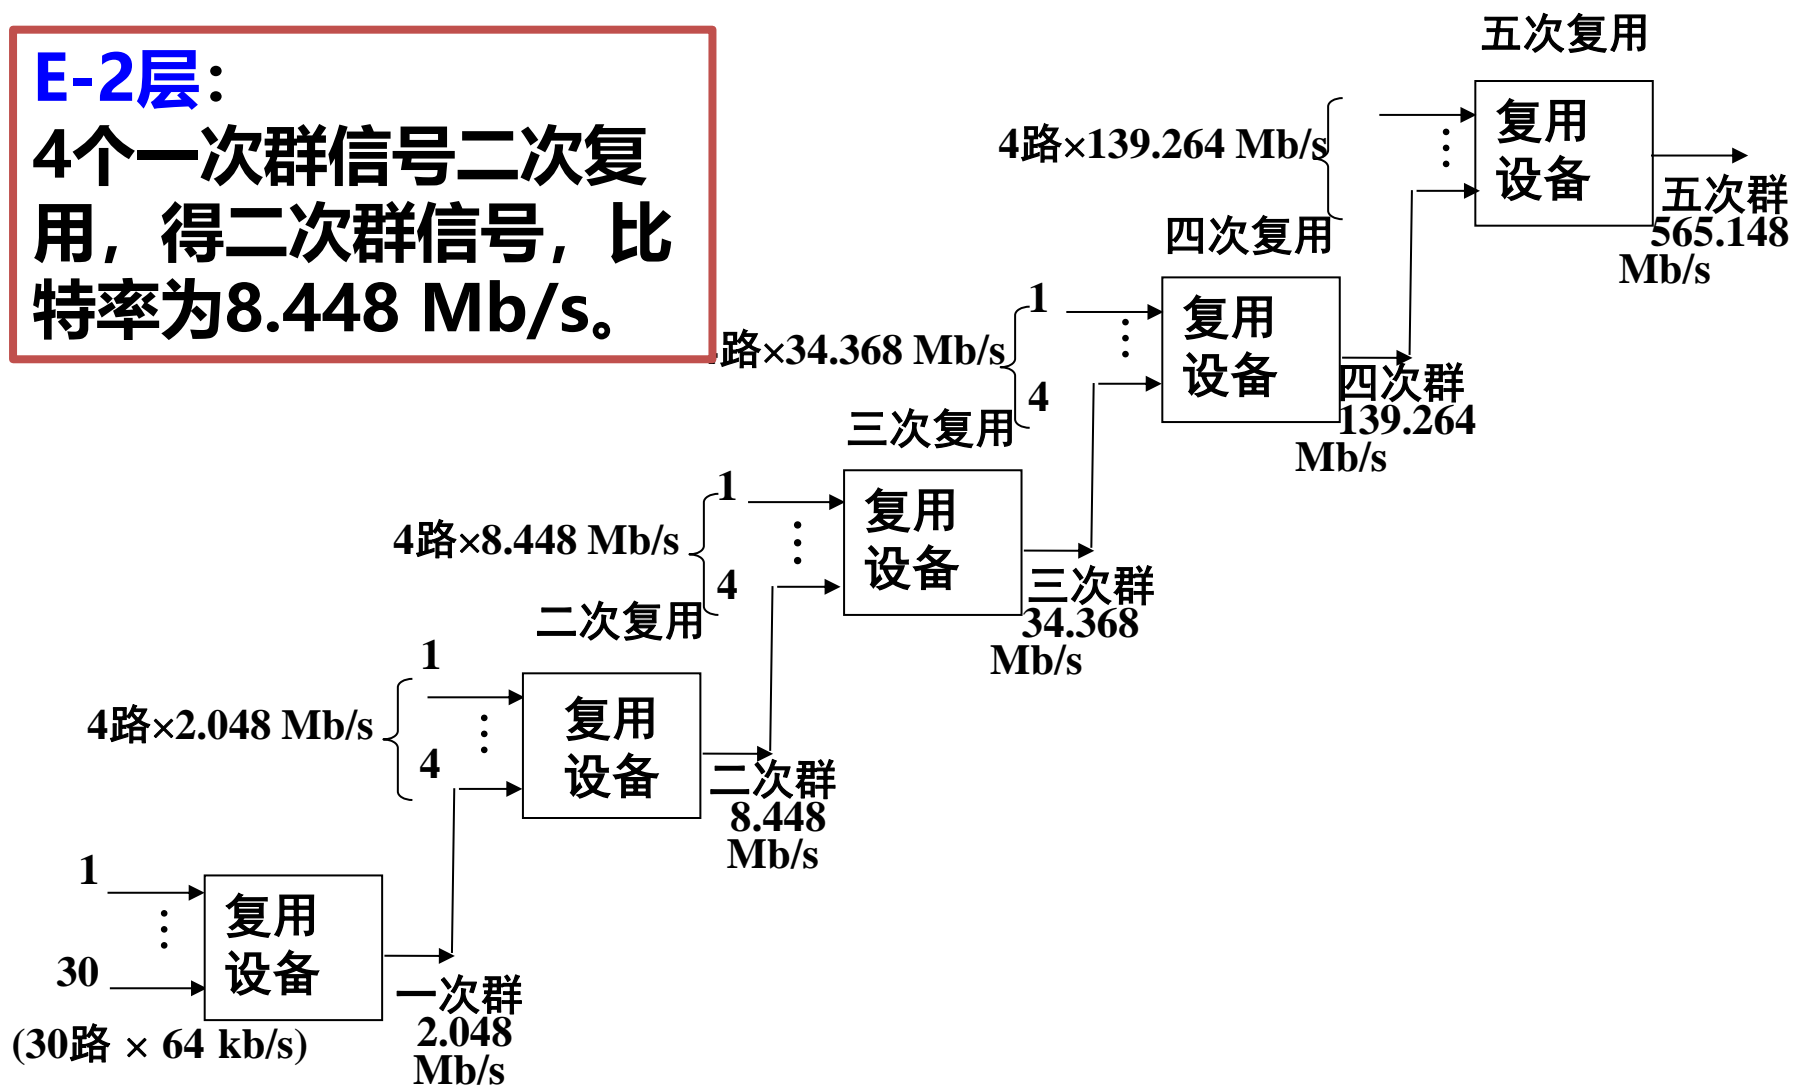 E-2层：
4个一次群信号二次复
用，得二次群信号，比
特率为8.448 Mb/s。
五次复用
复用
设备
4路×139.264 Mb/s
五次群
565.148
Mb/s
四次复用
复用
设备
1
路×34.368 Mb/s
4
四次群
139.264
Mb/s
三次复用
复用
设备
1
4路×8.448 Mb/s
4
三次群
34.368
Mb/s
二次复用
复用
设备
1
4路×2.048 Mb/s
4
二次群
8.448
Mb/s
1
复用
设备
30
(30路 × 64 kb/s)
一次群
2.048
Mb/s